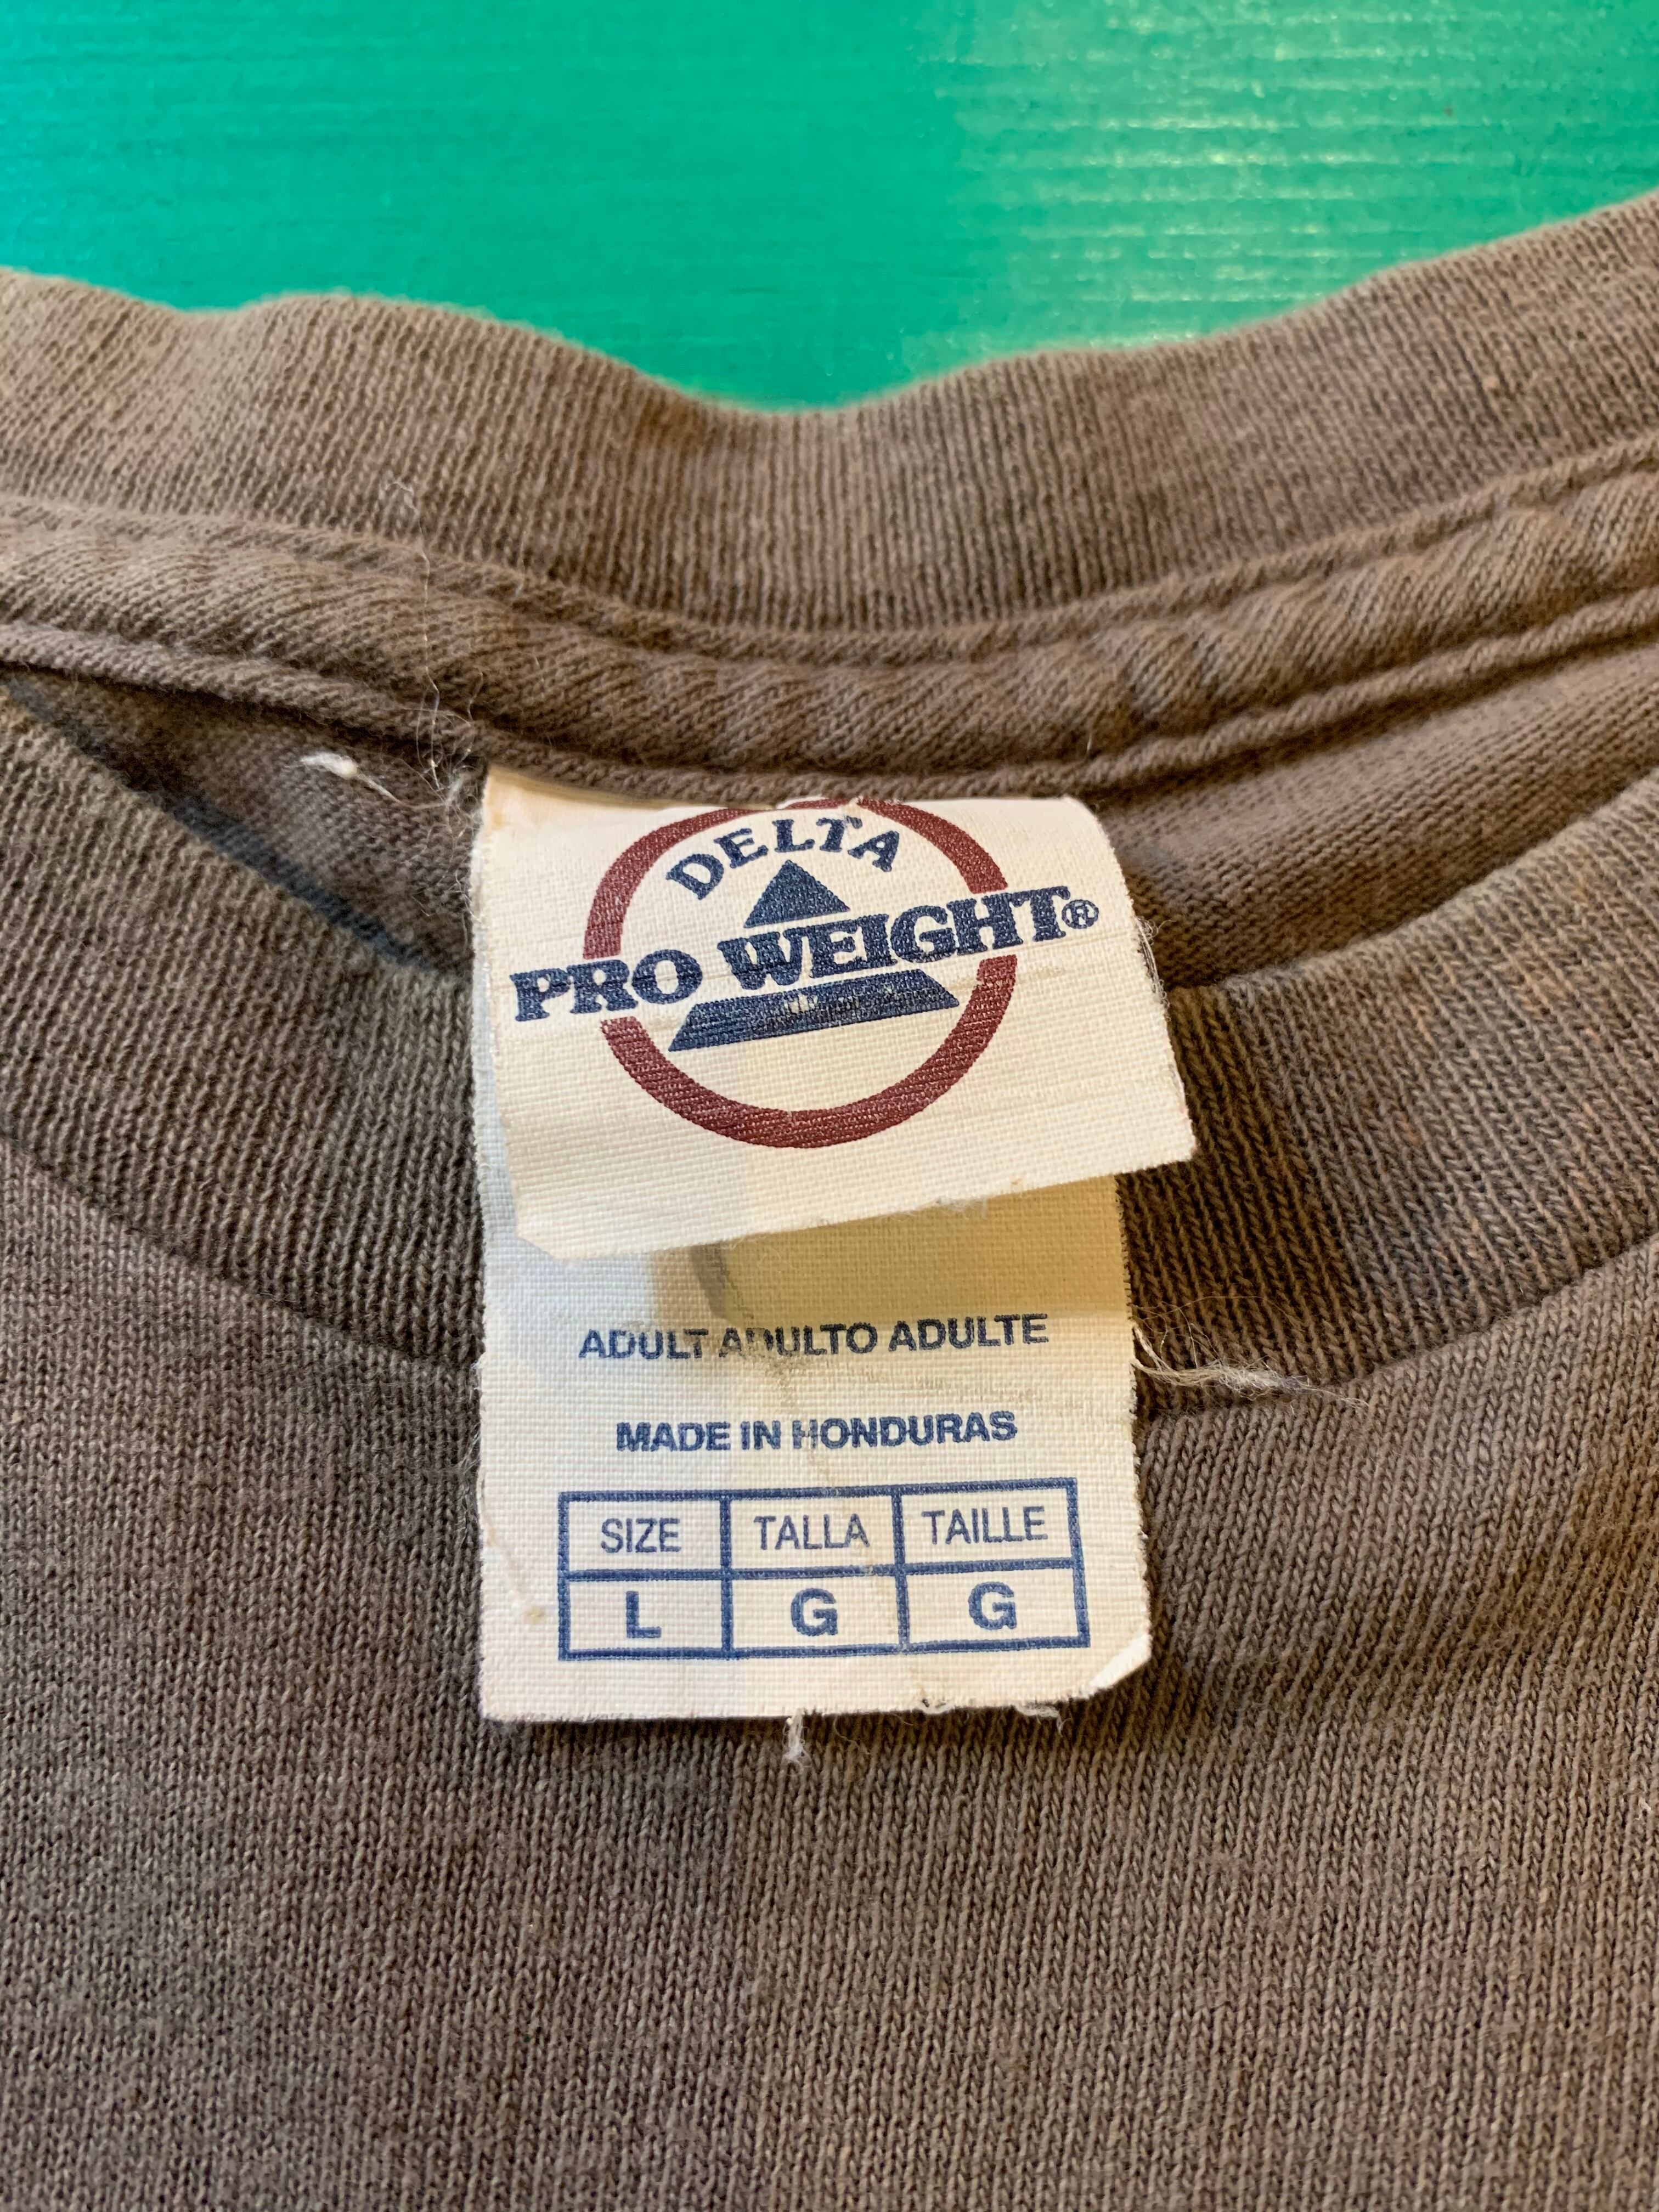 DELTA
PRO WEIGHT®
ADULT ADULTO ADULTE
MADE IN HONDURAS
SIZE TALLA TAILLE
L G G